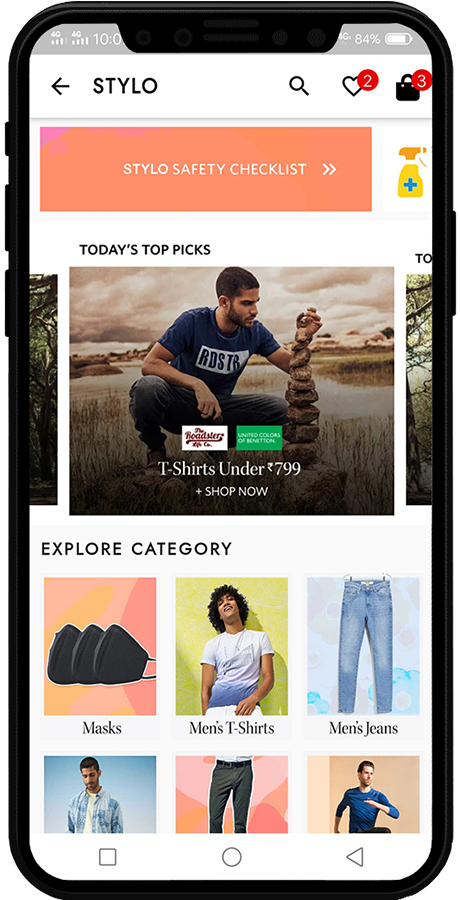 4G 4G 10:0 4G 84%
STYLO
2
3
STYLO SAFETY CHECKLIST »
TODAY'S TOP PICKS
TO
RDSTR
The
Roadster
Life Co.
UNITED COLORS
OF BENETTON.
T-Shirts Under ₹799
+ SHOP NOW
EXPLORE CATEGORY
Masks
Men's T-Shirts
Men's Jeans